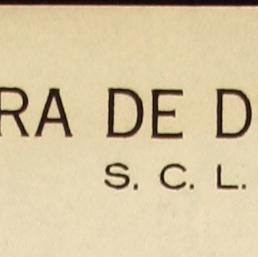 RA DE D
S. C. L.